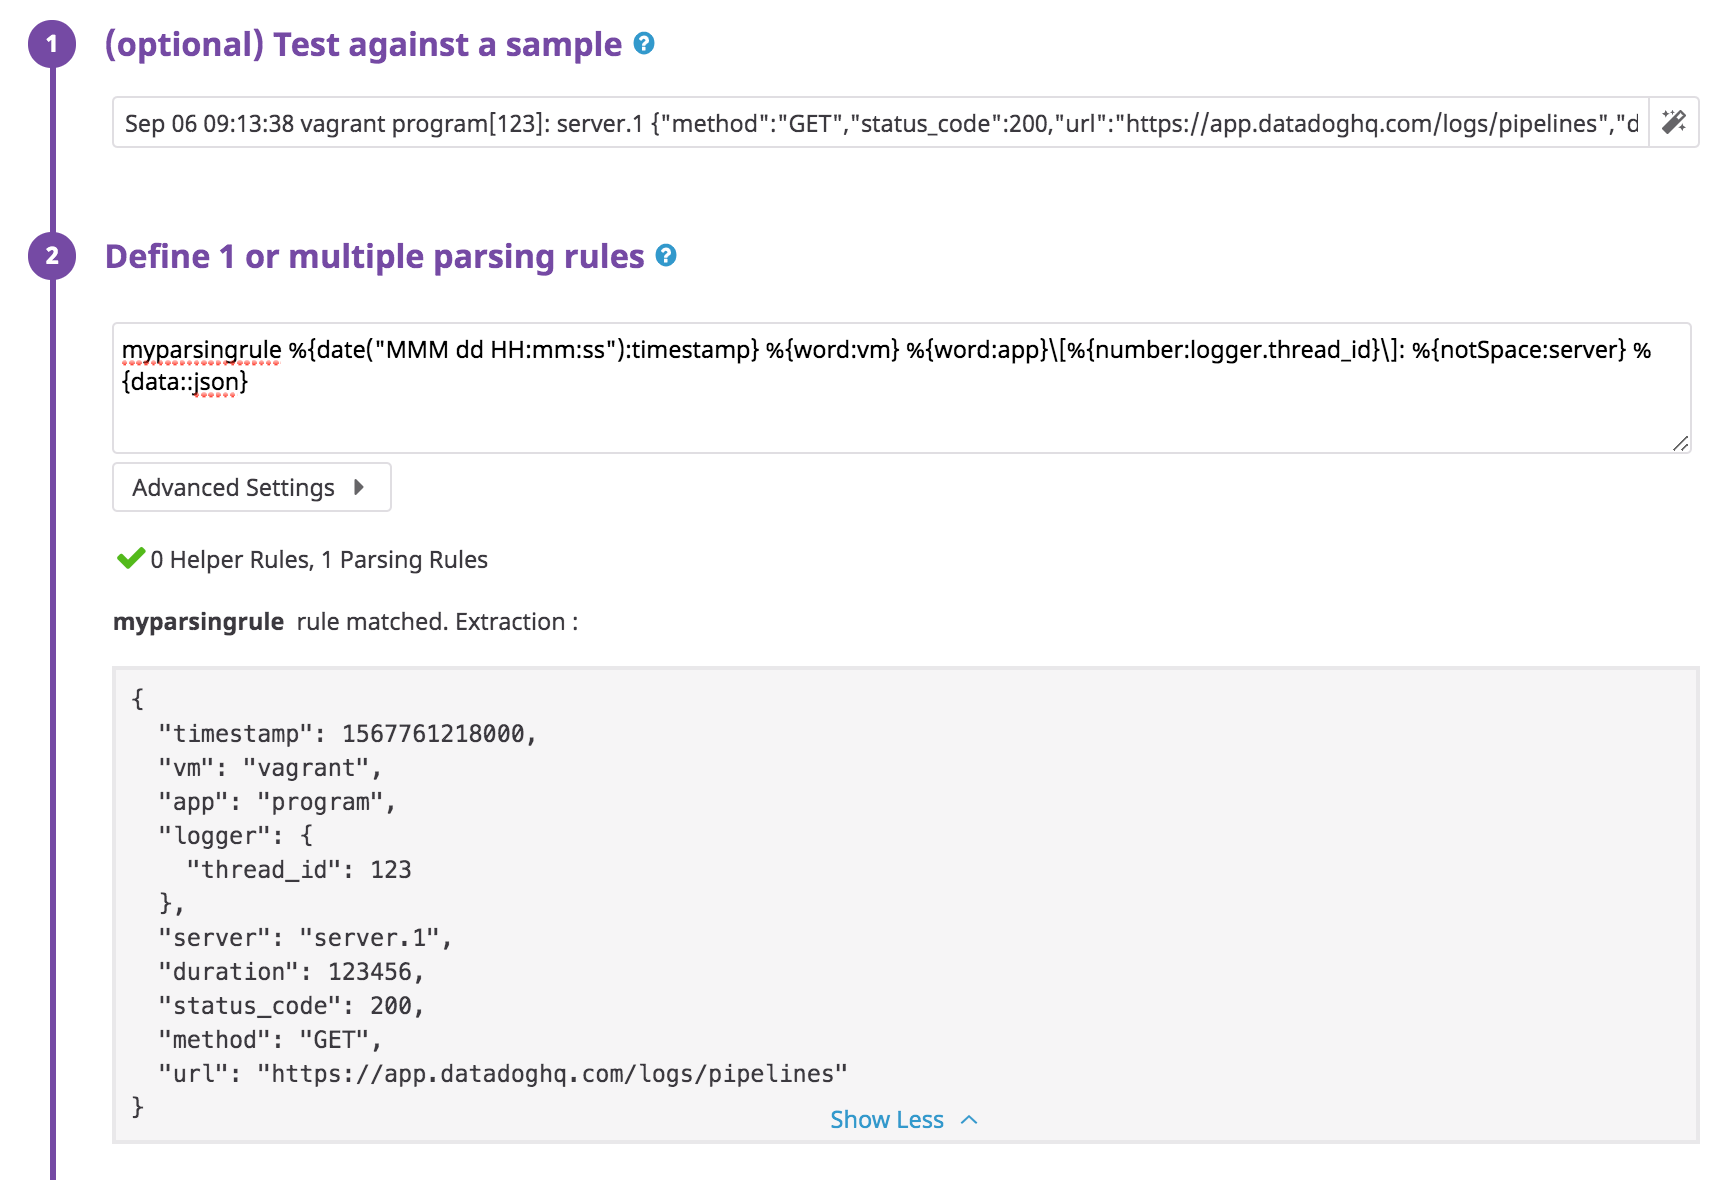 1
(optional) Test against a sample ?
Sep 06 09:13:38 vagrant program[123]: server.1 {"method":"GET","status_code":200,"url":"https://app.datadoghq.com/logs/pipelines","d
2
Define 1 or multiple parsing rules ?
myparsingrule %{date("MMM dd HH:mm:ss"):timestamp} %{word:vm} %{word:app}\[%{number:logger.thread_id}\]: %{notSpace:server} %
{data::json}
Advanced Settings
0 Helper Rules, 1 Parsing Rules
myparsingrule rule matched. Extraction :
{
  "timestamp": 1567761218000,
  "vm": "vagrant",
  "app": "program",
  "logger": {
    "thread_id": 123
  },
  "server": "server.1",
  "duration": 123456,
  "status_code": 200,
  "method": "GET",
  "url": "https://app.datadoghq.com/logs/pipelines"
}
Show Less